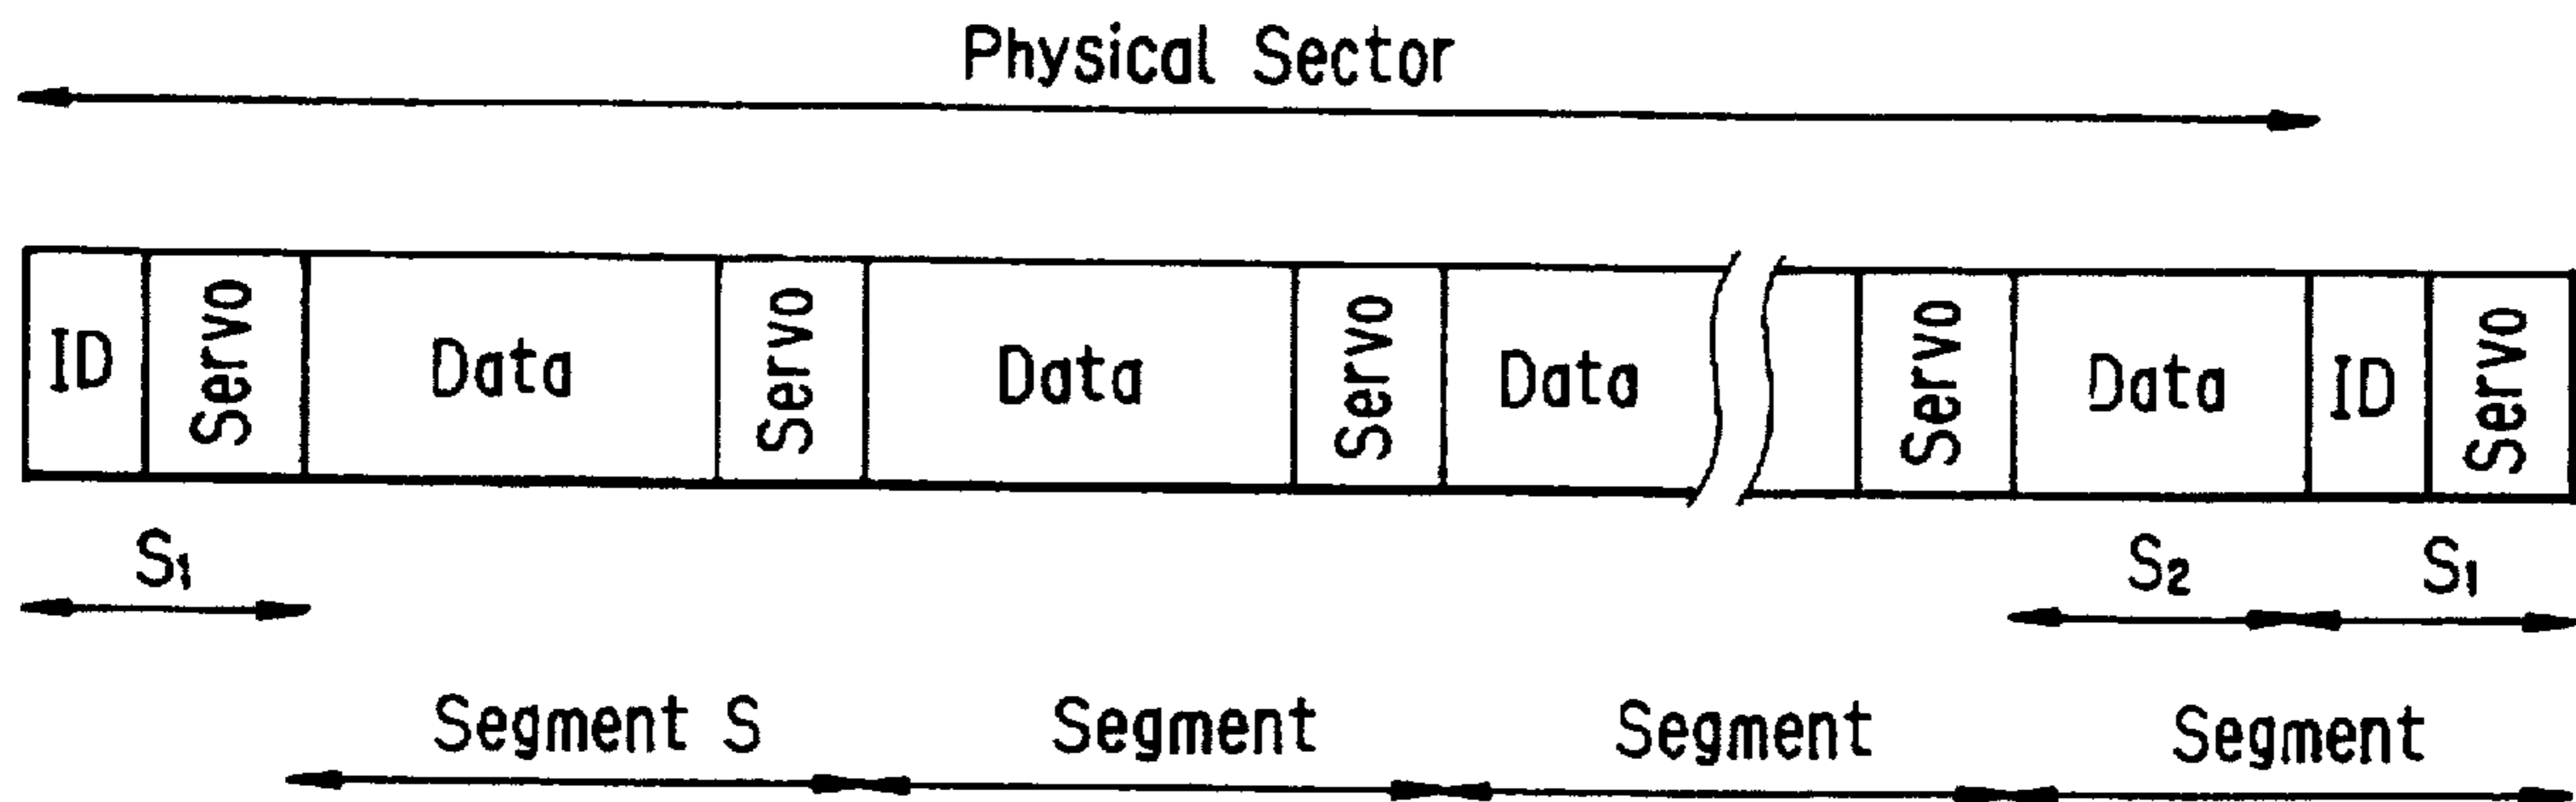 Physical Sector
ID Servo Data Servo Data Servo Data Servo Data ID Servo
S1 S2 S1
Segment S Segment Segment Segment